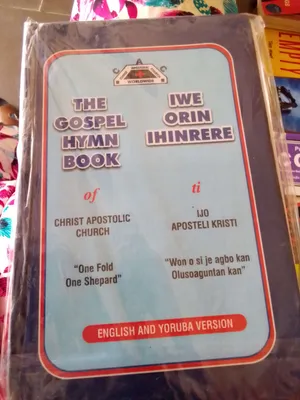 THE
GOSPEL
HYMN
BOOK
of
CHRIST APOSTOLIC
CHURCH
"One Fold
One Shepard"
IWE
ORIN
IHINRERE
ti
IJO
APOSTELI KRISTI
"Won o si je agbo kan
Olusoaguntan kan"
ENGLISH AND YORUBA VERSION